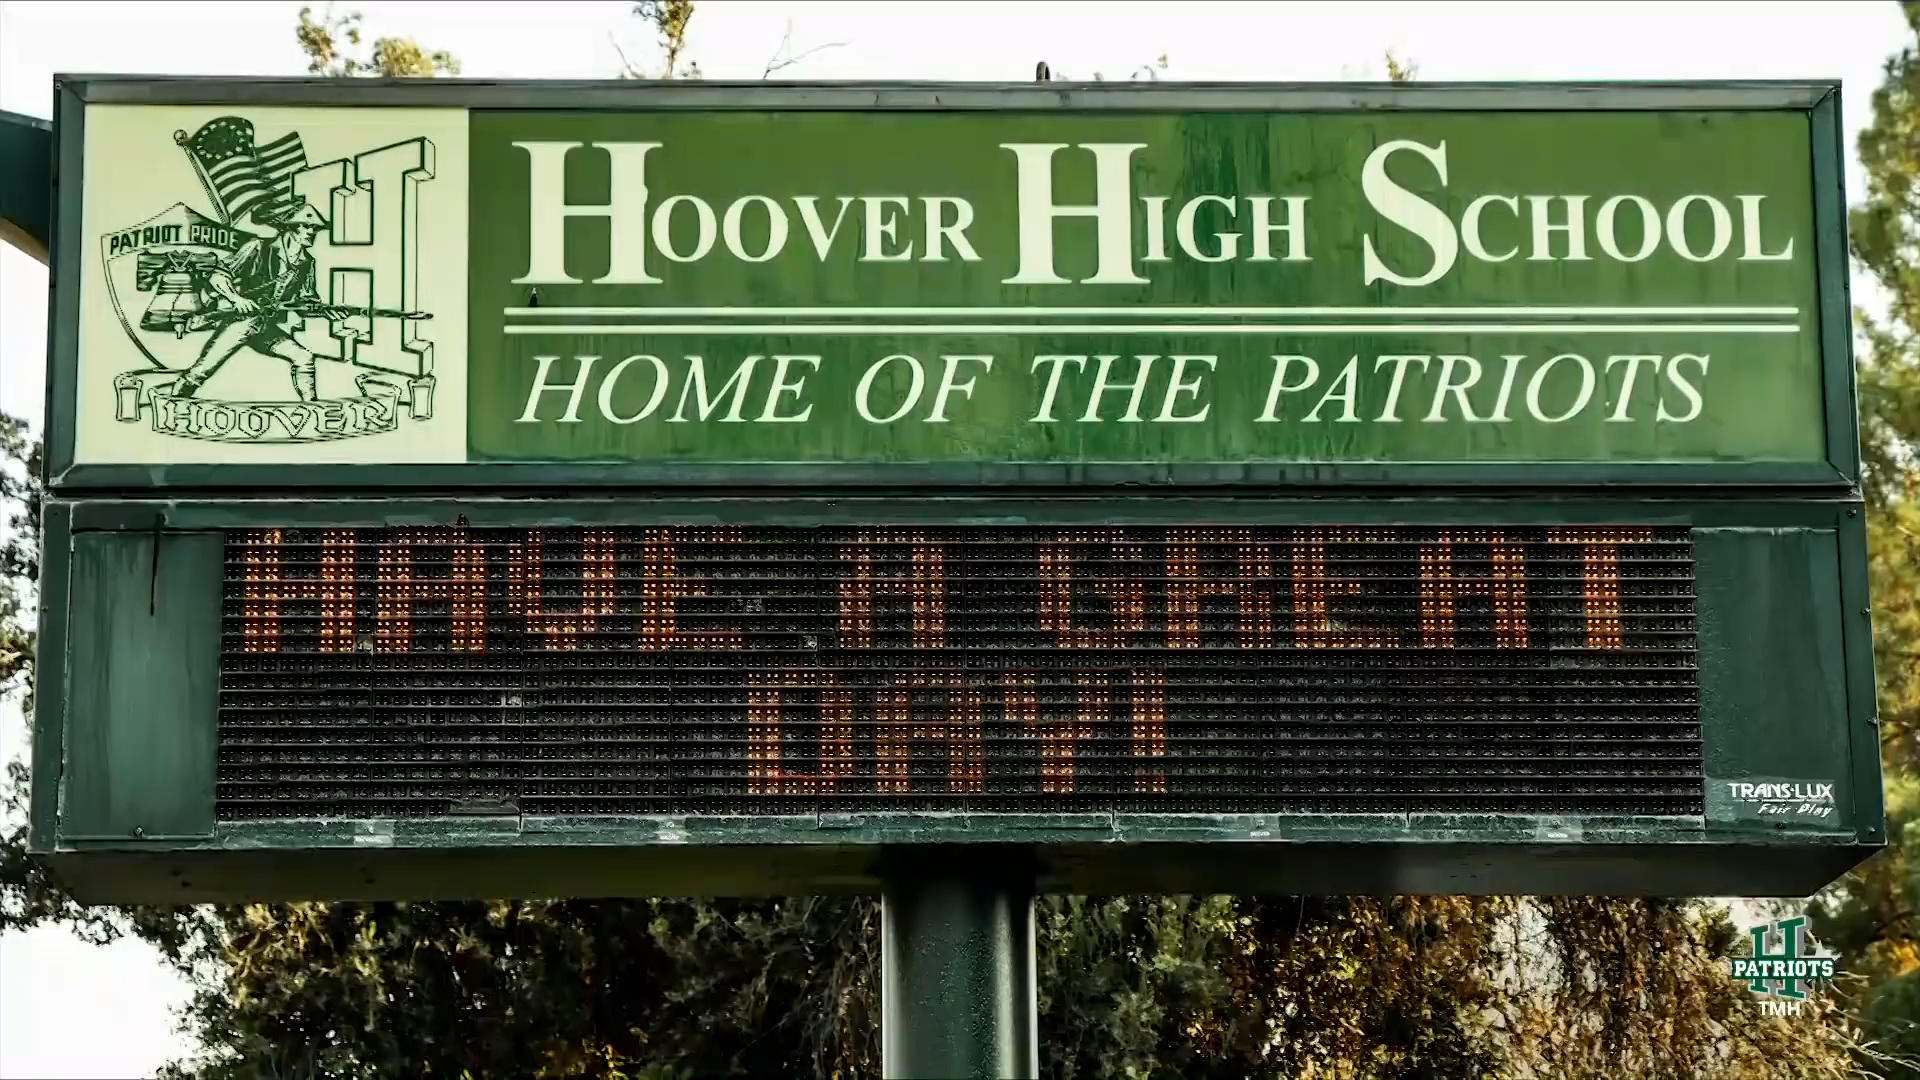 PATRIOT PRIDE
H
HOOVER
HOOVER HIGH SCHOOL
HOME OF THE PATRIOTS
HAVE A GREAT
DAY!
TRANS-LUX
Fair Play
H
PATRIOTS
TMH